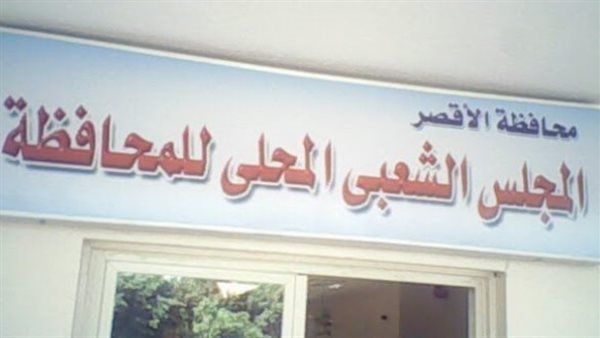 محافظة الأقصر
المجلس الشعبى المحلى للمحافظة